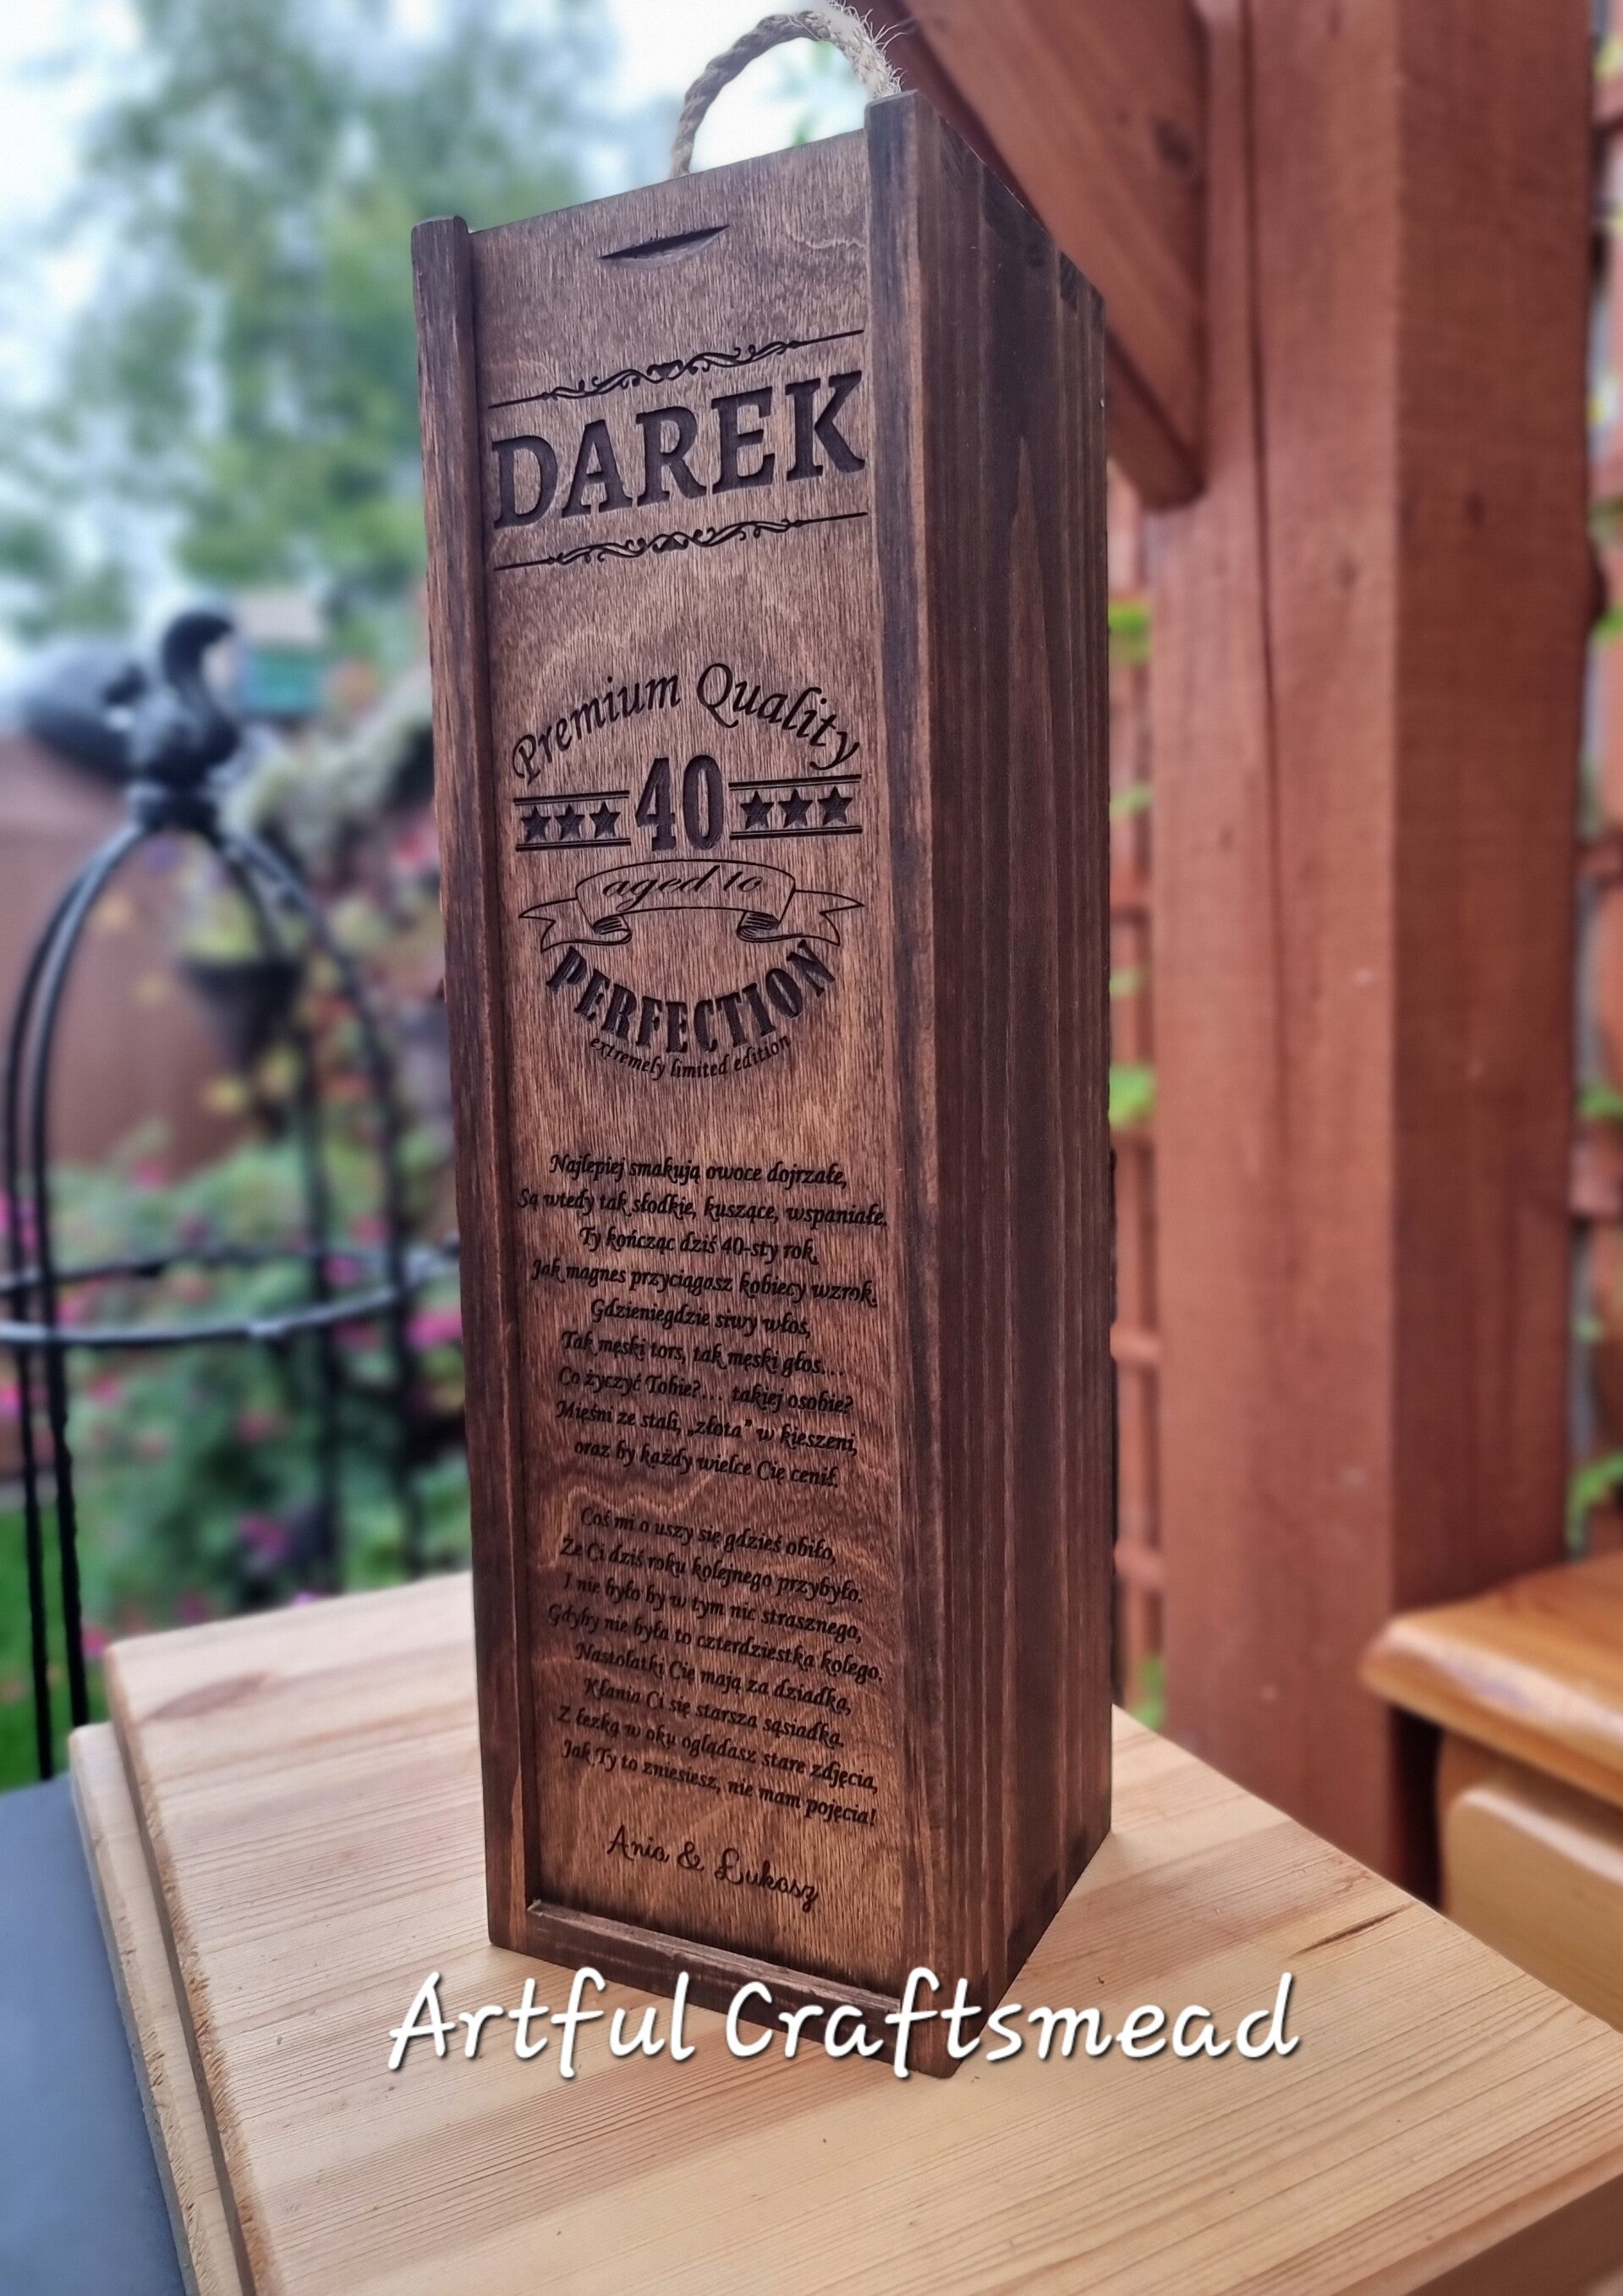 DAREK
Premium Quality
40
aged to
PERFECTION
extremely limited edition
Najlepiej smakują owoce dojrzałe,
Są wtedy tak słodkie, kuszące, wspaniałe.
Ty kończąc dziś 40-sty rok,
Jak magnes przyciągasz kobiecy wzrok.
Gdzieniegdzie siwy włos,
Tak męski tors, tak męski głos...
Co życzyć Tobie?... takiej osobie?
Mięśni ze stali, „złota” w kieszeni,
oraz by każdy wielce Cię cenił.
Coś mi o uszy się gdzieś obiło,
Że Ci dziś roku kolejnego przybyło.
I nie było by w tym nic strasznego,
Gdyby nie była to czterdziestka kolego.
Nastolatki Cię mają za dziadka,
Kłania Ci się starsza sąsiadka.
Z łezką w oku oglądasz stare zdjęcia,
Jak Ty to zniesiesz, nie mam pojęcia!
Ania & Łukasz
Artful Craftsmead